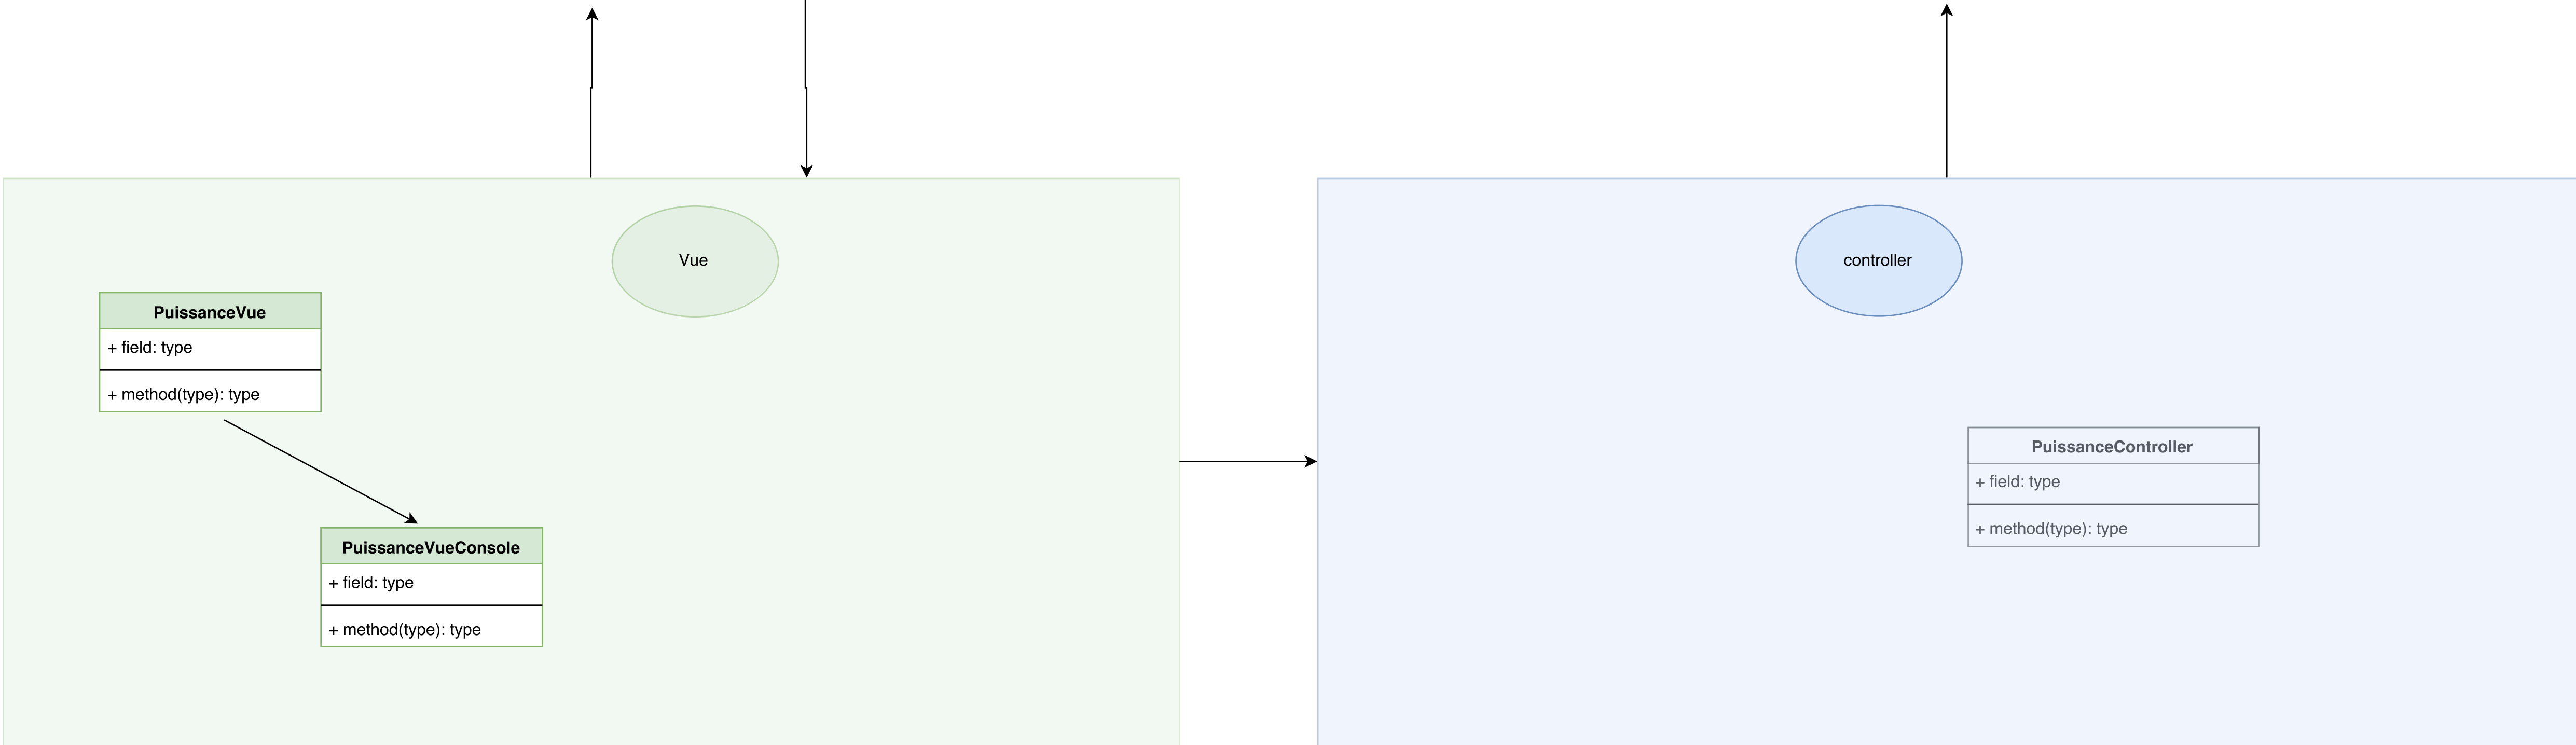 Vue
PuissanceVue
+ field: type
+ method(type): type
PuissanceVueConsole
+ field: type
+ method(type): type
controller
PuissanceController
+ field: type
+ method(type): type